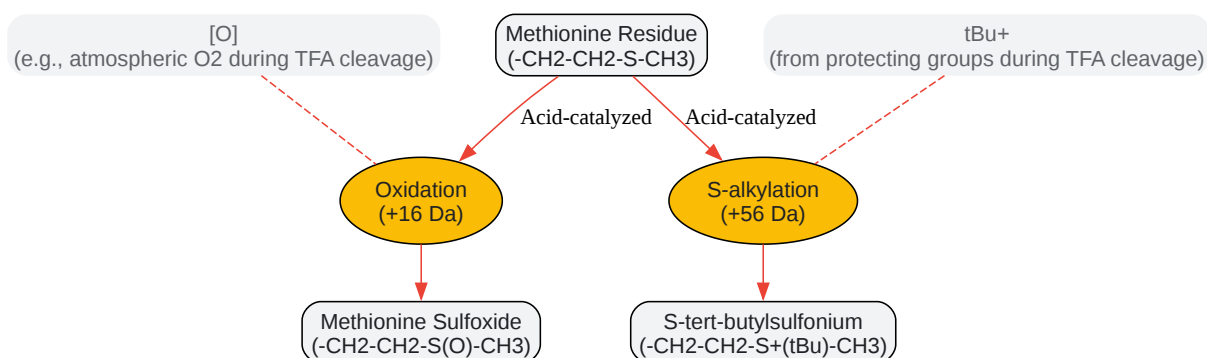 [O]
(e.g., atmospheric O2 during TFA cleavage)
Methionine Residue
(-CH2-CH2-S-CH3)
tBu+
(from protecting groups during TFA cleavage)
Acid-catalyzed
Acid-catalyzed
Oxidation
(+16 Da)
S-alkylation
(+56 Da)
Methionine Sulfoxide
(-CH2-CH2-S(O)-CH3)
S-tert-butylsulfonium
(-CH2-CH2-S+(tBu)-CH3)